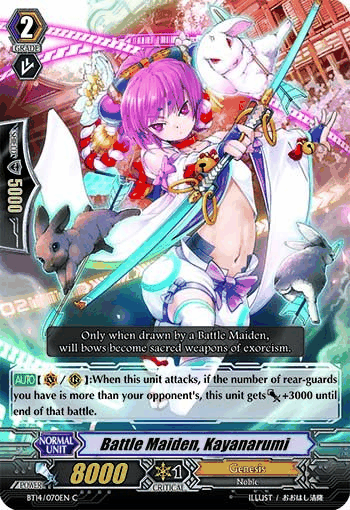 2
GRADE
SHIELD
5000
Only when drawn by a Battle Maiden,
will bows become sacred weapons of exorcism.
AUTO [ / ]:When this unit attacks, if the number of rear-guards
you have is more than your opponent's, this unit gets +3000 until
end of that battle.
NORMAL
UNIT
Battle Maiden, Kayanarumi
POWER
8000
1
CRITICAL
Genesis
Noble
BT14/070EN C
ILLUST / おおはし清隆